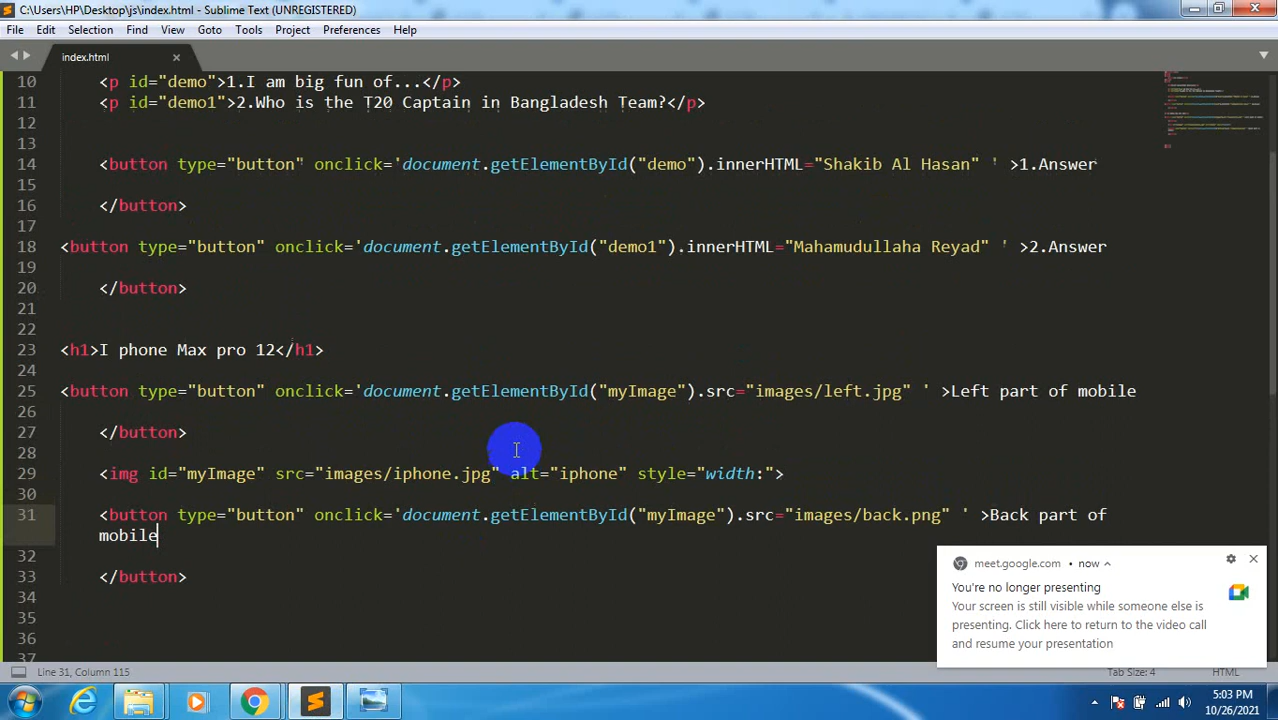 C:\Users\HP\Desktop\js\index.html - Sublime Text (UNREGISTERED)
File Edit Selection Find View Goto Tools Project Preferences Help
index.html
10 <p id="demo">1.I am big fun of...</p>
11 <p id="demo1">2.Who is the T20 Captain in Bangladesh Team?</p>
12
13
14 <button type="button" onclick='document.getElementById("demo").innerHTML="Shakib Al Hasan" ' >1.Answer
15
16 </button>
17
18 <button type="button" onclick='document.getElementById("demo1").innerHTML="Mahamudullaha Reyad" ' >2.Answer
19
20 </button>
21
22
23 <h1>I phone Max pro 12</h1>
24
25 <button type="button" onclick='document.getElementById("myImage").src="images/left.jpg" ' >Left part of mobile
26
27 </button>
28
29 <img id="myImage" src="images/iphone.jpg" alt="iphone" style="width:">
30
31 <button type="button" onclick='document.getElementById("myImage").src="images/back.png" ' >Back part of
mobile
32
33 </button>
34
35
36
37
meet.google.com • now
You're no longer presenting
Your screen is still visible while someone else is
presenting. Click here to return to the video call
and resume your presentation
Line 31, Column 115 Tab Size: 4 HTML
5:03 PM
10/26/2021